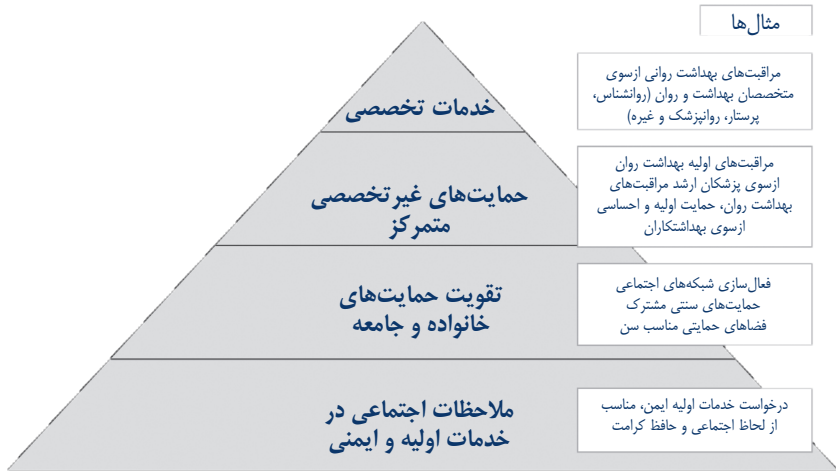 مثال‌ها
خدمات تخصصی
مراقبت‌های بهداشت روانی ازسوی
متخصصان بهداشت و روان (روانشناس،
پرستار، روانپزشک و غیره)
حمایت‌های غیرتخصصی
متمرکز
مراقبت‌های اولیه بهداشت روان
ازسوی پزشکان ارشد مراقبت‌های
بهداشت روان، حمایت اولیه و احساسی
ازسوی بهداشتکاران
تقویت حمایت‌های
خانواده و جامعه
فعال‌سازی شبکه‌های اجتماعی
حمایت‌های سنتی مشترک
فضاهای حمایتی مناسب سن
ملاحظات اجتماعی در
خدمات اولیه و ایمنی
درخواست خدمات اولیه ایمن، مناسب
از لحاظ اجتماعی و حافظ کرامت